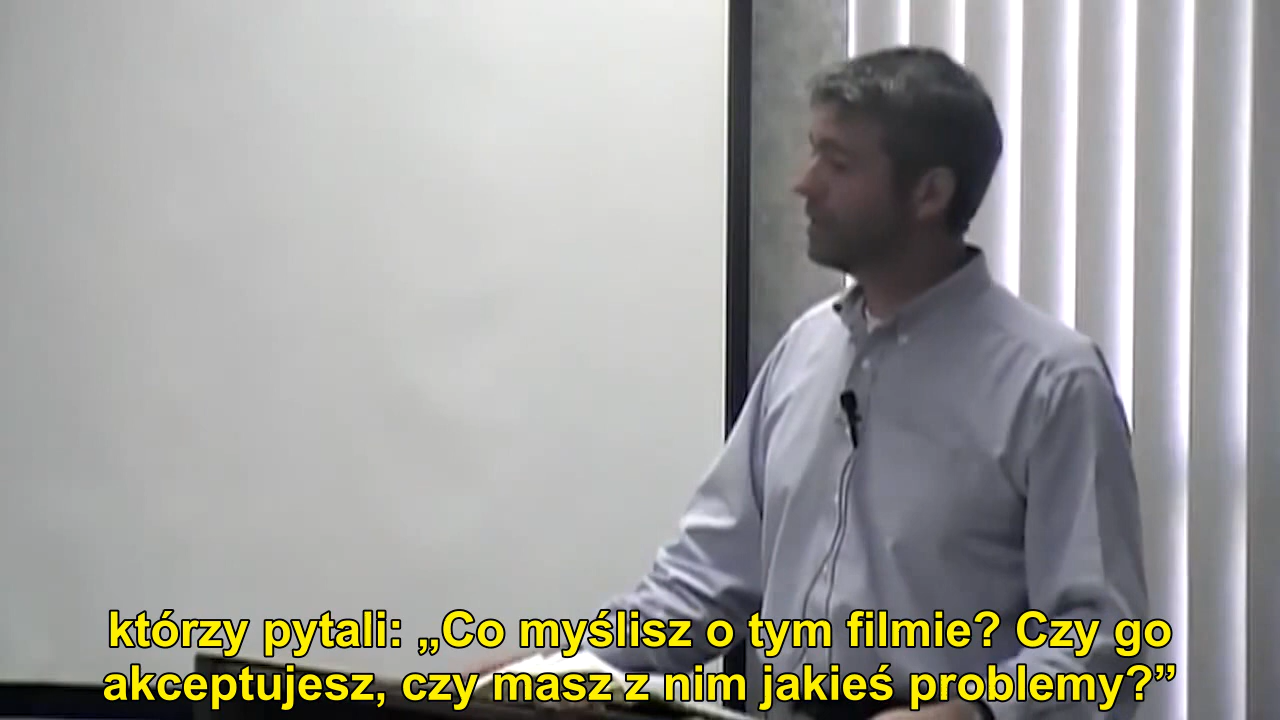 którzy pytali: „Co myślisz o tym filmie? Czy go
akceptujesz, czy masz z nim jakieś problemy?”